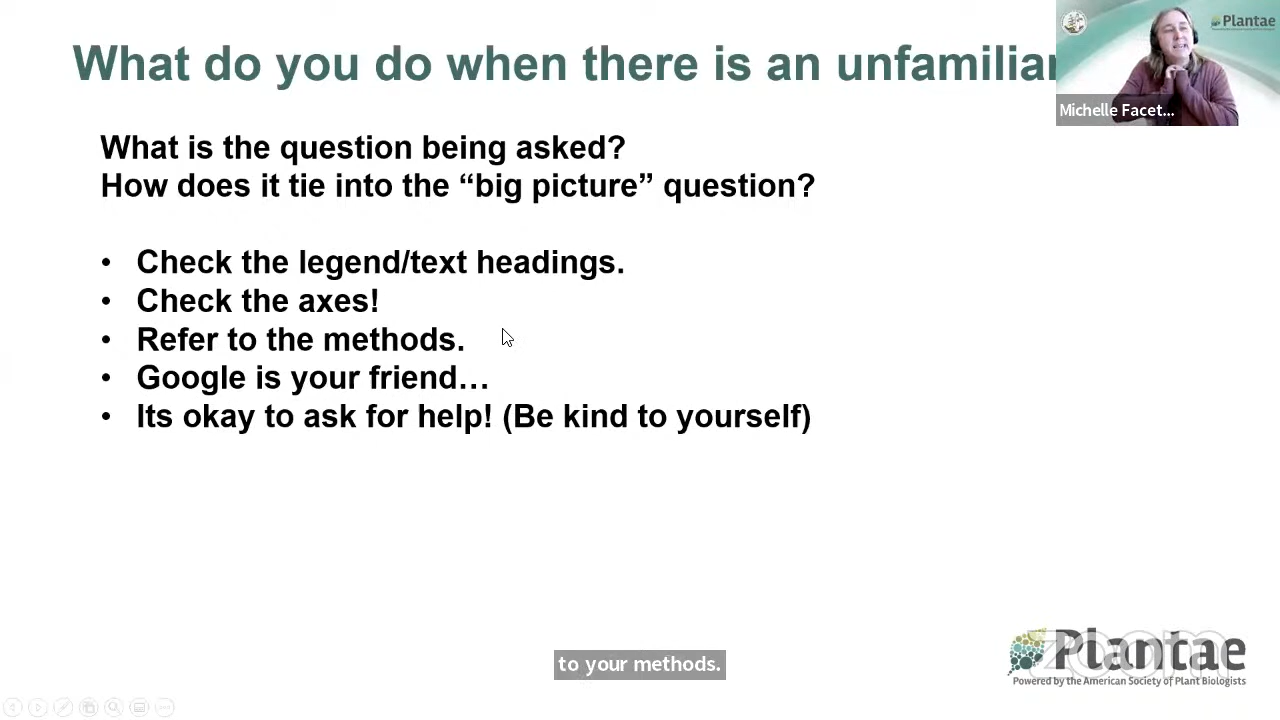 What do you do when there is an unfamiliar
Plantae
Michelle Facet...
What is the question being asked?
How does it tie into the “big picture” question?
• Check the legend/text headings.
• Check the axes!
• Refer to the methods.
• Google is your friend…
• Its okay to ask for help! (Be kind to yourself)
to your methods.
Plantae
zoom
Powered by the American Society of Plant Biologists